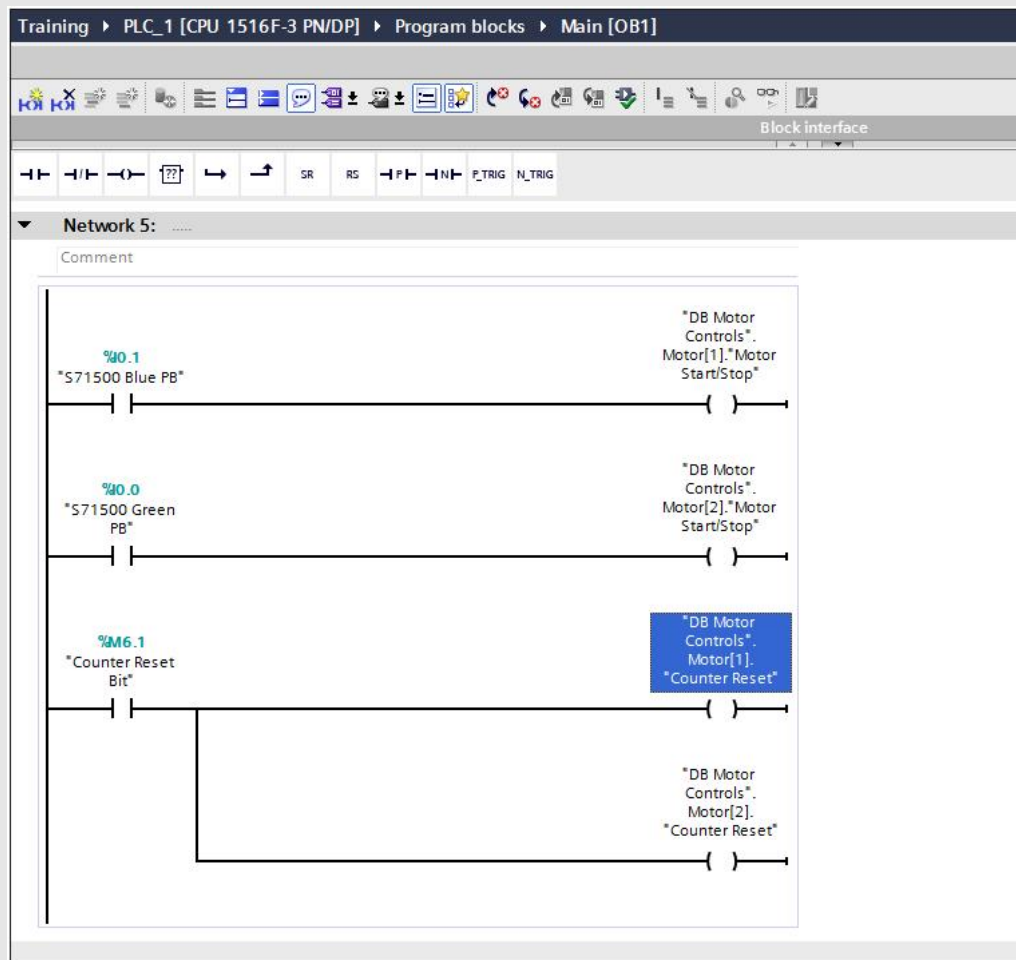 Training ▸ PLC_1 [CPU 1516F-3 PN/DP] ▸ Program blocks ▸ Main [OB1]
Block interface
?? SR RS P N P_TRIG N_TRIG
Network 5: .....
Comment
%I0.1
"S71500 Blue PB"
"DB Motor
Controls".
Motor[1]."Motor
Start/Stop"
%I0.0
"S71500 Green
PB"
"DB Motor
Controls".
Motor[2]."Motor
Start/Stop"
%M6.1
"Counter Reset
Bit"
"DB Motor
Controls".
Motor[1].
"Counter Reset"
"DB Motor
Controls".
Motor[2].
"Counter Reset"